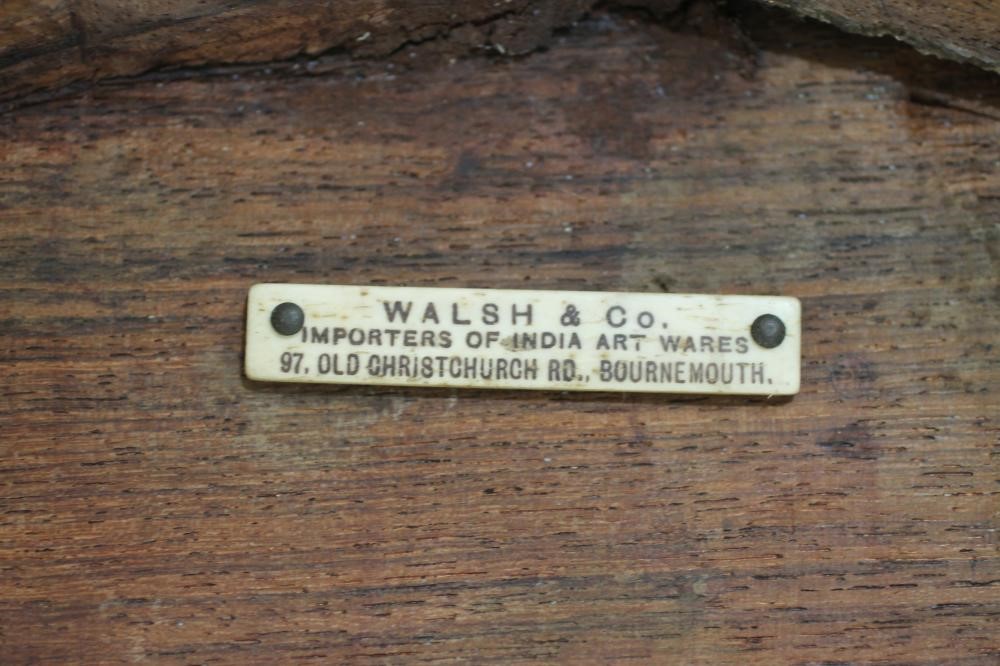 WALSH & Co.
IMPORTERS OF INDIA ART WARES
97, OLD CHRISTCHURCH RD., BOURNEMOUTH.